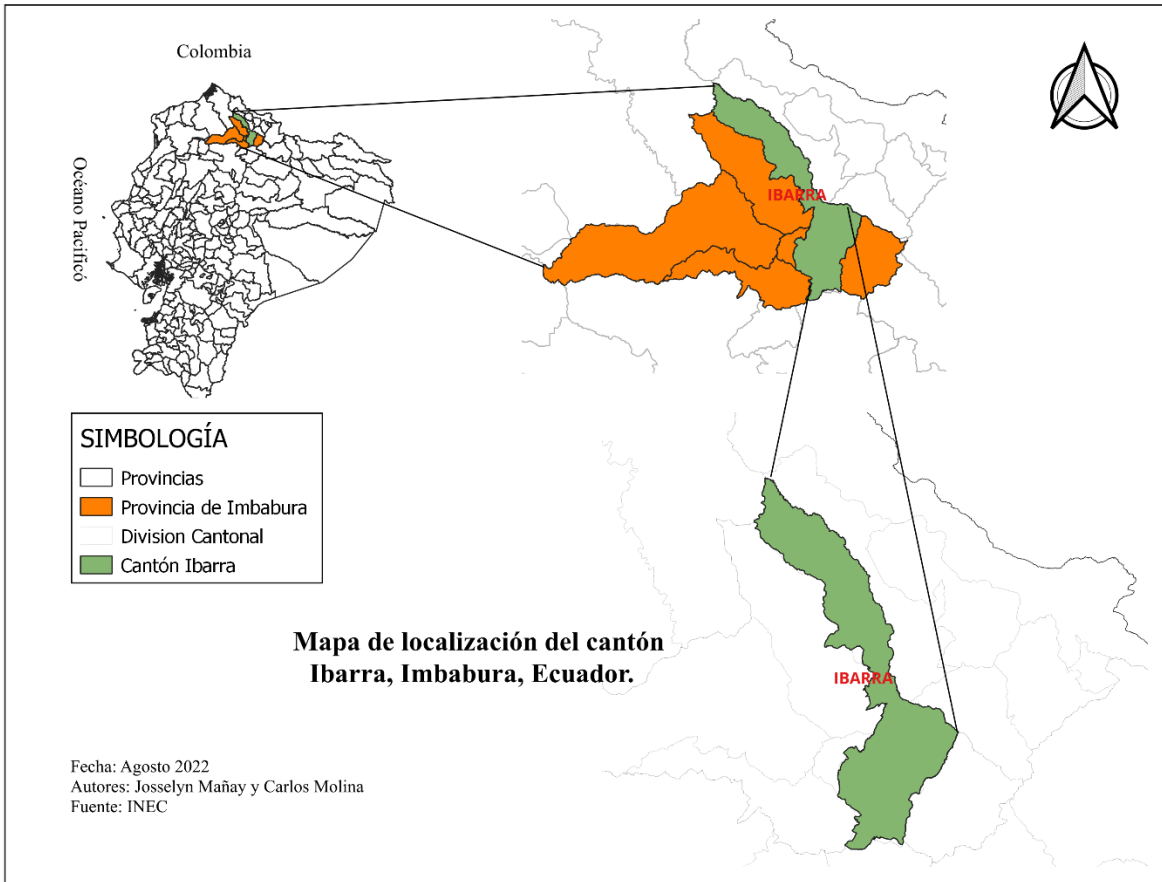 Colombia
Océano Pacificó
IBARRA
SIMBOLOGÍA
Provincias
Provincia de Imbabura
Division Cantonal
Cantón Ibarra
Mapa de localización del cantón
Ibarra, Imbabura, Ecuador.
IBARRA
Fecha: Agosto 2022
Autores: Josselyn Mañay y Carlos Molina
Fuente: INEC